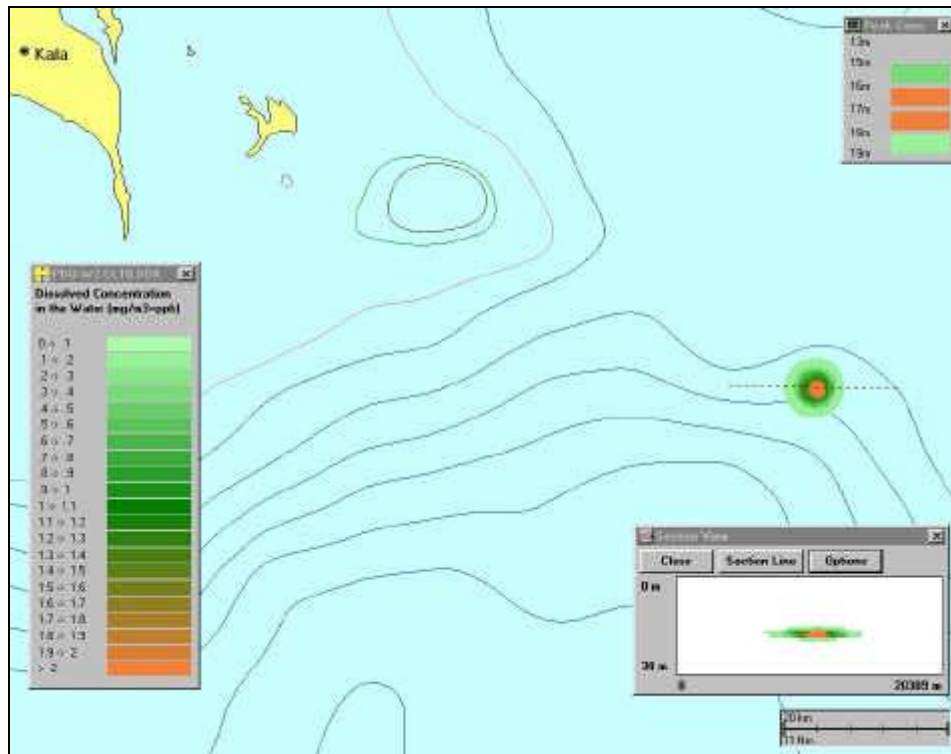 Kala
13m
15m
16m
17m
18m
19m
Dissolved Concentration
in the Water (mg/m3=ppb)
0 - .1
.1 - .2
.2 - .3
.3 - .4
.4 - .5
.5 - .6
.6 - .7
.7 - .8
.8 - .9
.9 - 1
1 - 1.1
1.1 - 1.2
1.2 - 1.3
1.3 - 1.4
1.4 - 1.5
1.5 - 1.6
1.6 - 1.7
1.7 - 1.8
1.8 - 1.9
1.9 - 2
> 2
Section View
Close Section Line Options
0 m
30 m
0 20389 m
20 km